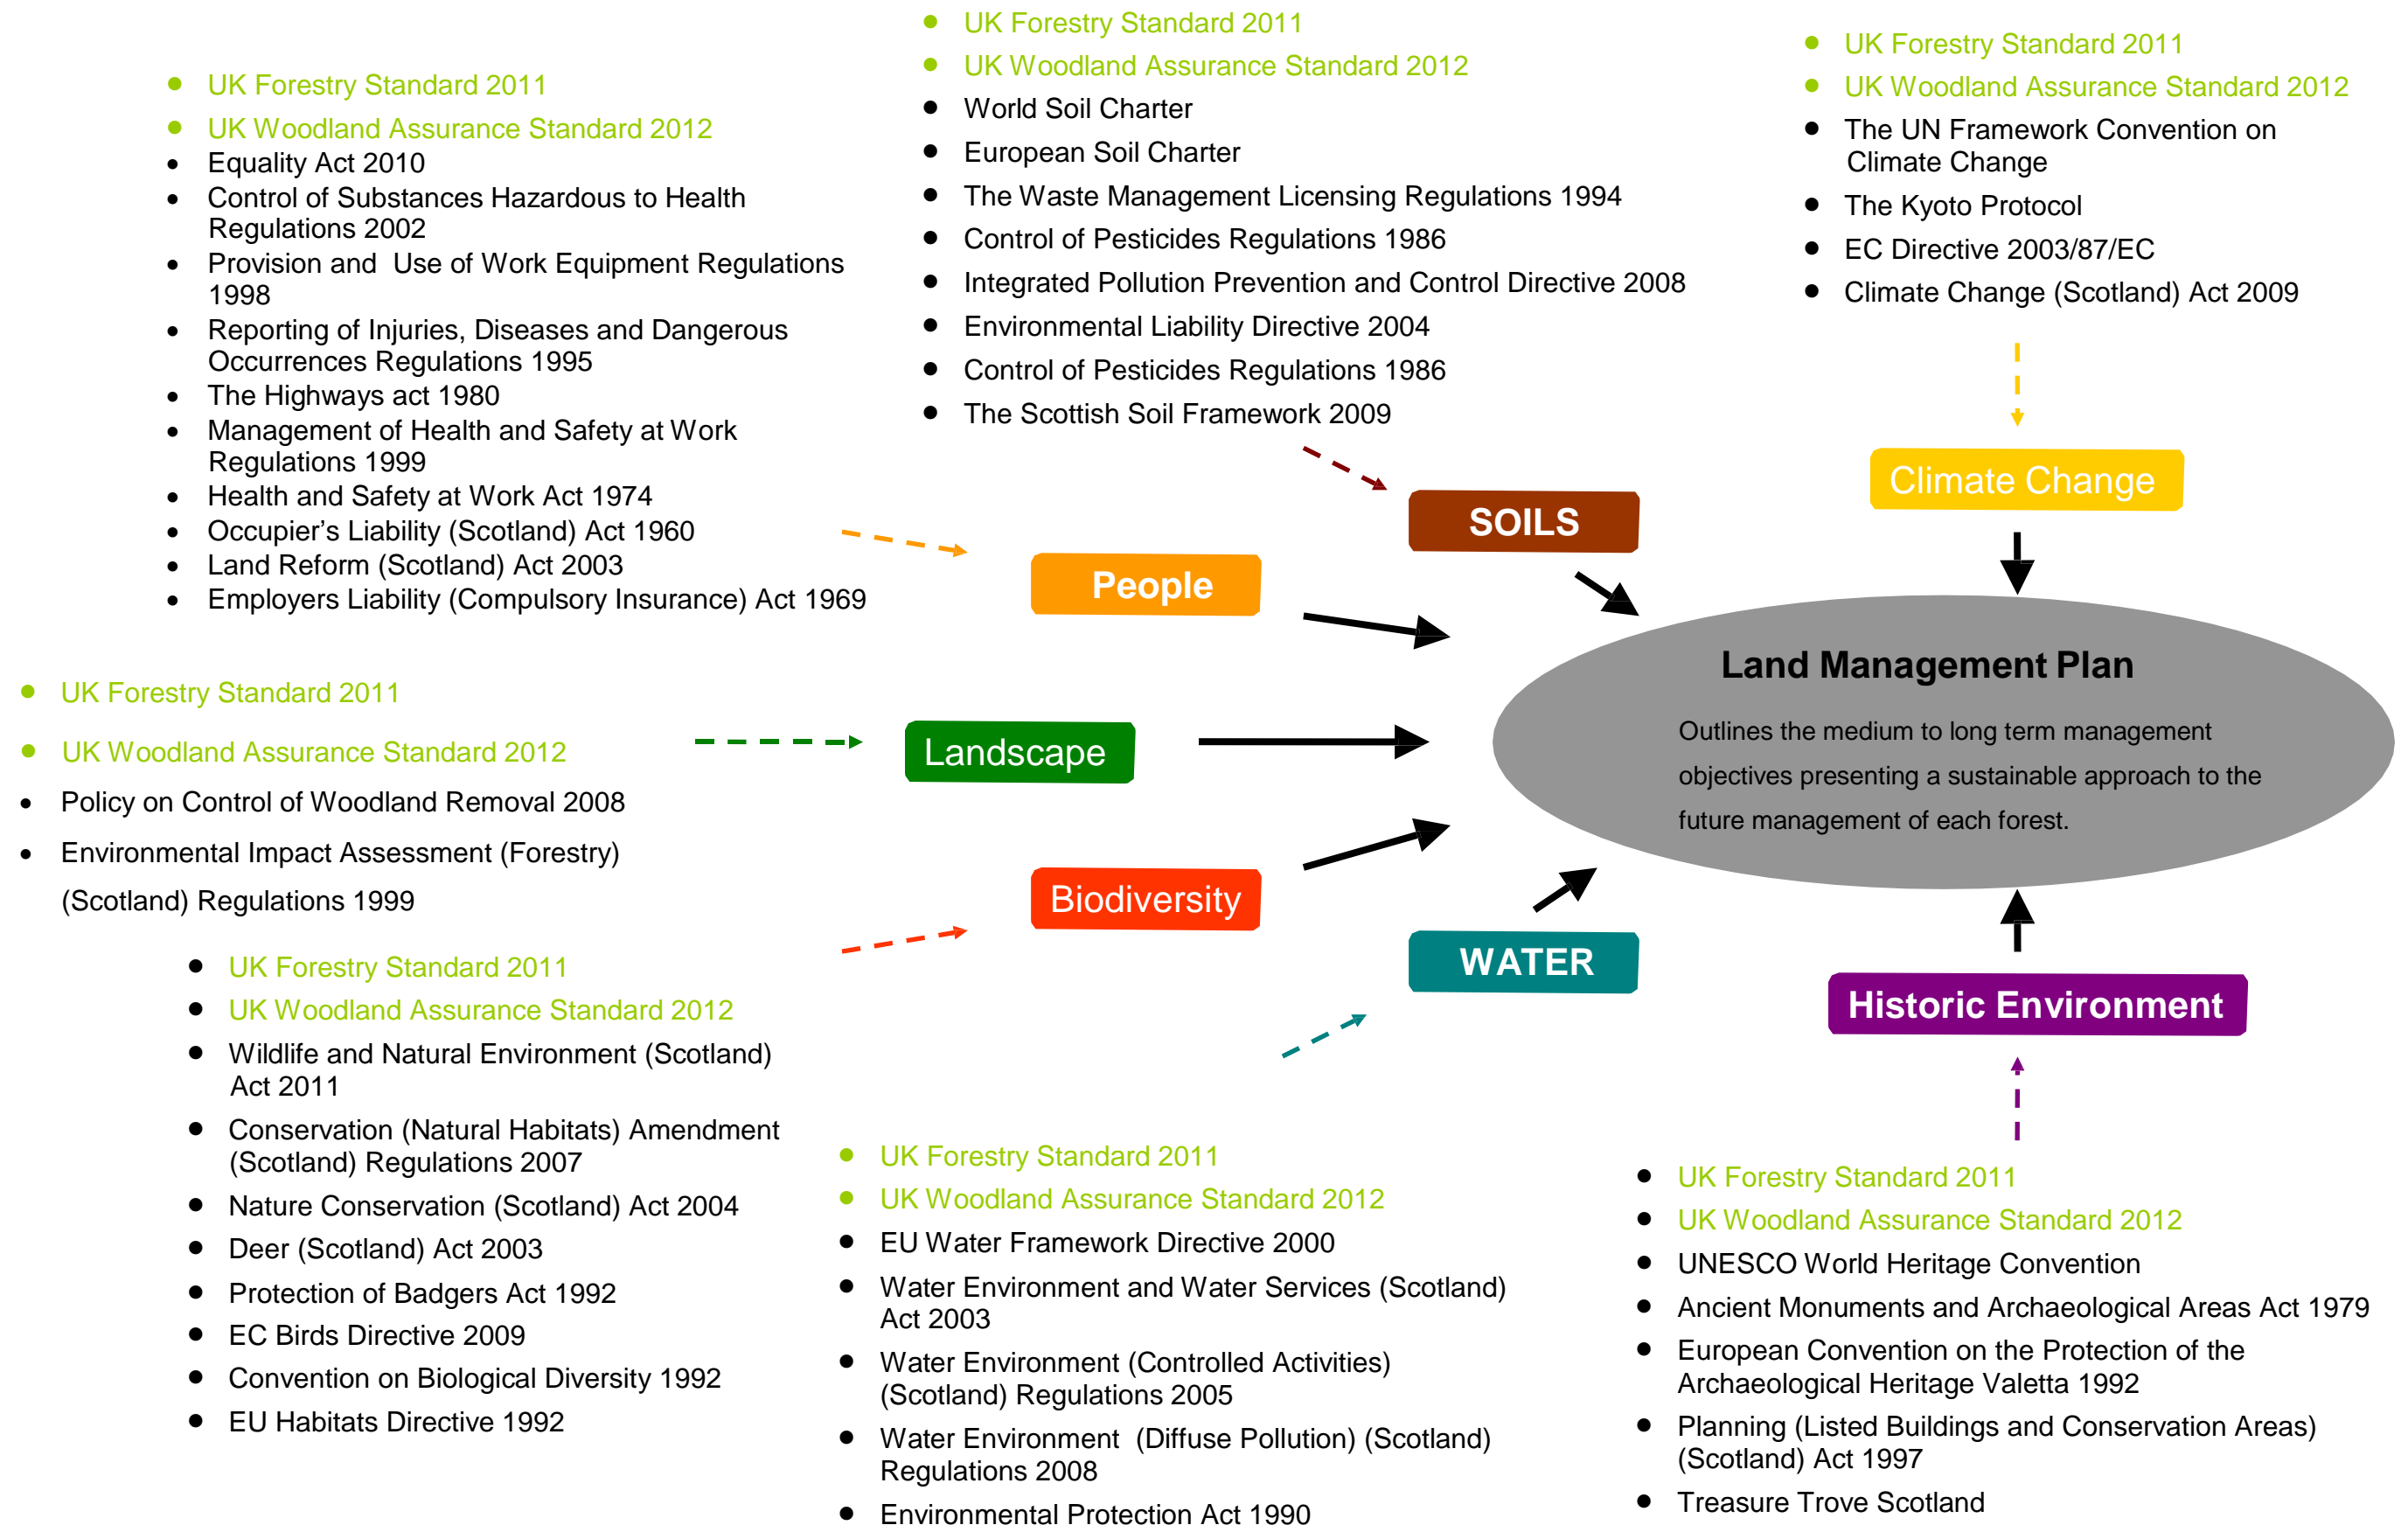 • UK Forestry Standard 2011
• UK Woodland Assurance Standard 2012
• Equality Act 2010
• Control of Substances Hazardous to Health
Regulations 2002
• Provision and  Use of Work Equipment Regulations
1998
• Reporting of Injuries, Diseases and Dangerous
Occurrences Regulations 1995
• The Highways act 1980
• Management of Health and Safety at Work
Regulations 1999
• Health and Safety at Work Act 1974
• Occupier’s Liability (Scotland) Act 1960
• Land Reform (Scotland) Act 2003
• Employers Liability (Compulsory Insurance) Act 1969
People
• UK Forestry Standard 2011
• UK Woodland Assurance Standard 2012
• World Soil Charter
• European Soil Charter
• The Waste Management Licensing Regulations 1994
• Control of Pesticides Regulations 1986
• Integrated Pollution Prevention and Control Directive 2008
• Environmental Liability Directive 2004
• Control of Pesticides Regulations 1986
• The Scottish Soil Framework 2009
SOILS
• UK Forestry Standard 2011
• UK Woodland Assurance Standard 2012
• The UN Framework Convention on
Climate Change
• The Kyoto Protocol
• EC Directive 2003/87/EC
• Climate Change (Scotland) Act 2009
Climate Change
Land Management Plan
Outlines the medium to long term management
objectives presenting a sustainable approach to the
future management of each forest.
• UK Forestry Standard 2011
• UK Woodland Assurance Standard 2012
• Policy on Control of Woodland Removal 2008
• Environmental Impact Assessment (Forestry)
(Scotland) Regulations 1999
Landscape
Biodiversity
• UK Forestry Standard 2011
• UK Woodland Assurance Standard 2012
• Wildlife and Natural Environment (Scotland)
Act 2011
• Conservation (Natural Habitats) Amendment
(Scotland) Regulations 2007
• Nature Conservation (Scotland) Act 2004
• Deer (Scotland) Act 2003
• Protection of Badgers Act 1992
• EC Birds Directive 2009
• Convention on Biological Diversity 1992
• EU Habitats Directive 1992
WATER
• UK Forestry Standard 2011
• UK Woodland Assurance Standard 2012
• EU Water Framework Directive 2000
• Water Environment and Water Services (Scotland)
Act 2003
• Water Environment (Controlled Activities)
(Scotland) Regulations 2005
• Water Environment  (Diffuse Pollution) (Scotland)
Regulations 2008
• Environmental Protection Act 1990
Historic Environment
• UK Forestry Standard 2011
• UK Woodland Assurance Standard 2012
• UNESCO World Heritage Convention
• Ancient Monuments and Archaeological Areas Act 1979
• European Convention on the Protection of the
Archaeological Heritage Valetta 1992
• Planning (Listed Buildings and Conservation Areas)
(Scotland) Act 1997
• Treasure Trove Scotland